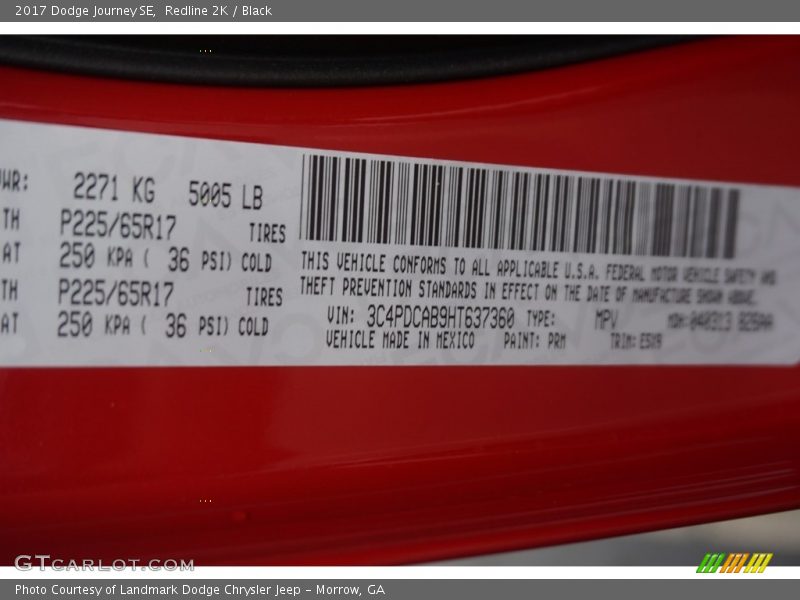 2017 Dodge Journey SE, Redline 2K / Black
WR: 2271 KG 5005 LB
TH P225/65R17 TIRES
AT 250 KPA ( 36 PSI) COLD
TH P225/65R17 TIRES
AT 250 KPA ( 36 PSI) COLD
THIS VEHICLE CONFORMS TO ALL APPLICABLE U.S.A. FEDERAL MOTOR VEHICLE SAFETY AND
THEFT PREVENTION STANDARDS IN EFFECT ON THE DATE OF MANUFACTURE SHOWN ABOVE.
VIN: 3C4PDCAB9HT637360 TYPE: MPV MDH: 040313
VEHICLE MADE IN MEXICO PAINT: PRM TRIM:
GTCARLOT.COM
Photo Courtesy of Landmark Dodge Chrysler Jeep – Morrow, GA